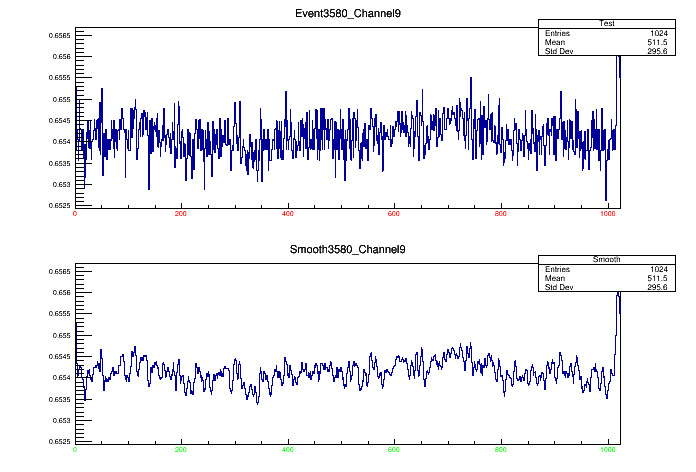 Event3580_Channel9
Test
Entries 1024
Mean 511.5
Std Dev 295.6
0.6565
0.656
0.6555
0.655
0.6545
0.654
0.6535
0.653
0.6525
0 200 400 600 800 1000
Smooth3580_Channel9
Smooth
Entries 1024
Mean 511.5
Std Dev 295.6
0.6565
0.656
0.6555
0.655
0.6545
0.654
0.6535
0.653
0.6525
0 200 400 600 800 1000